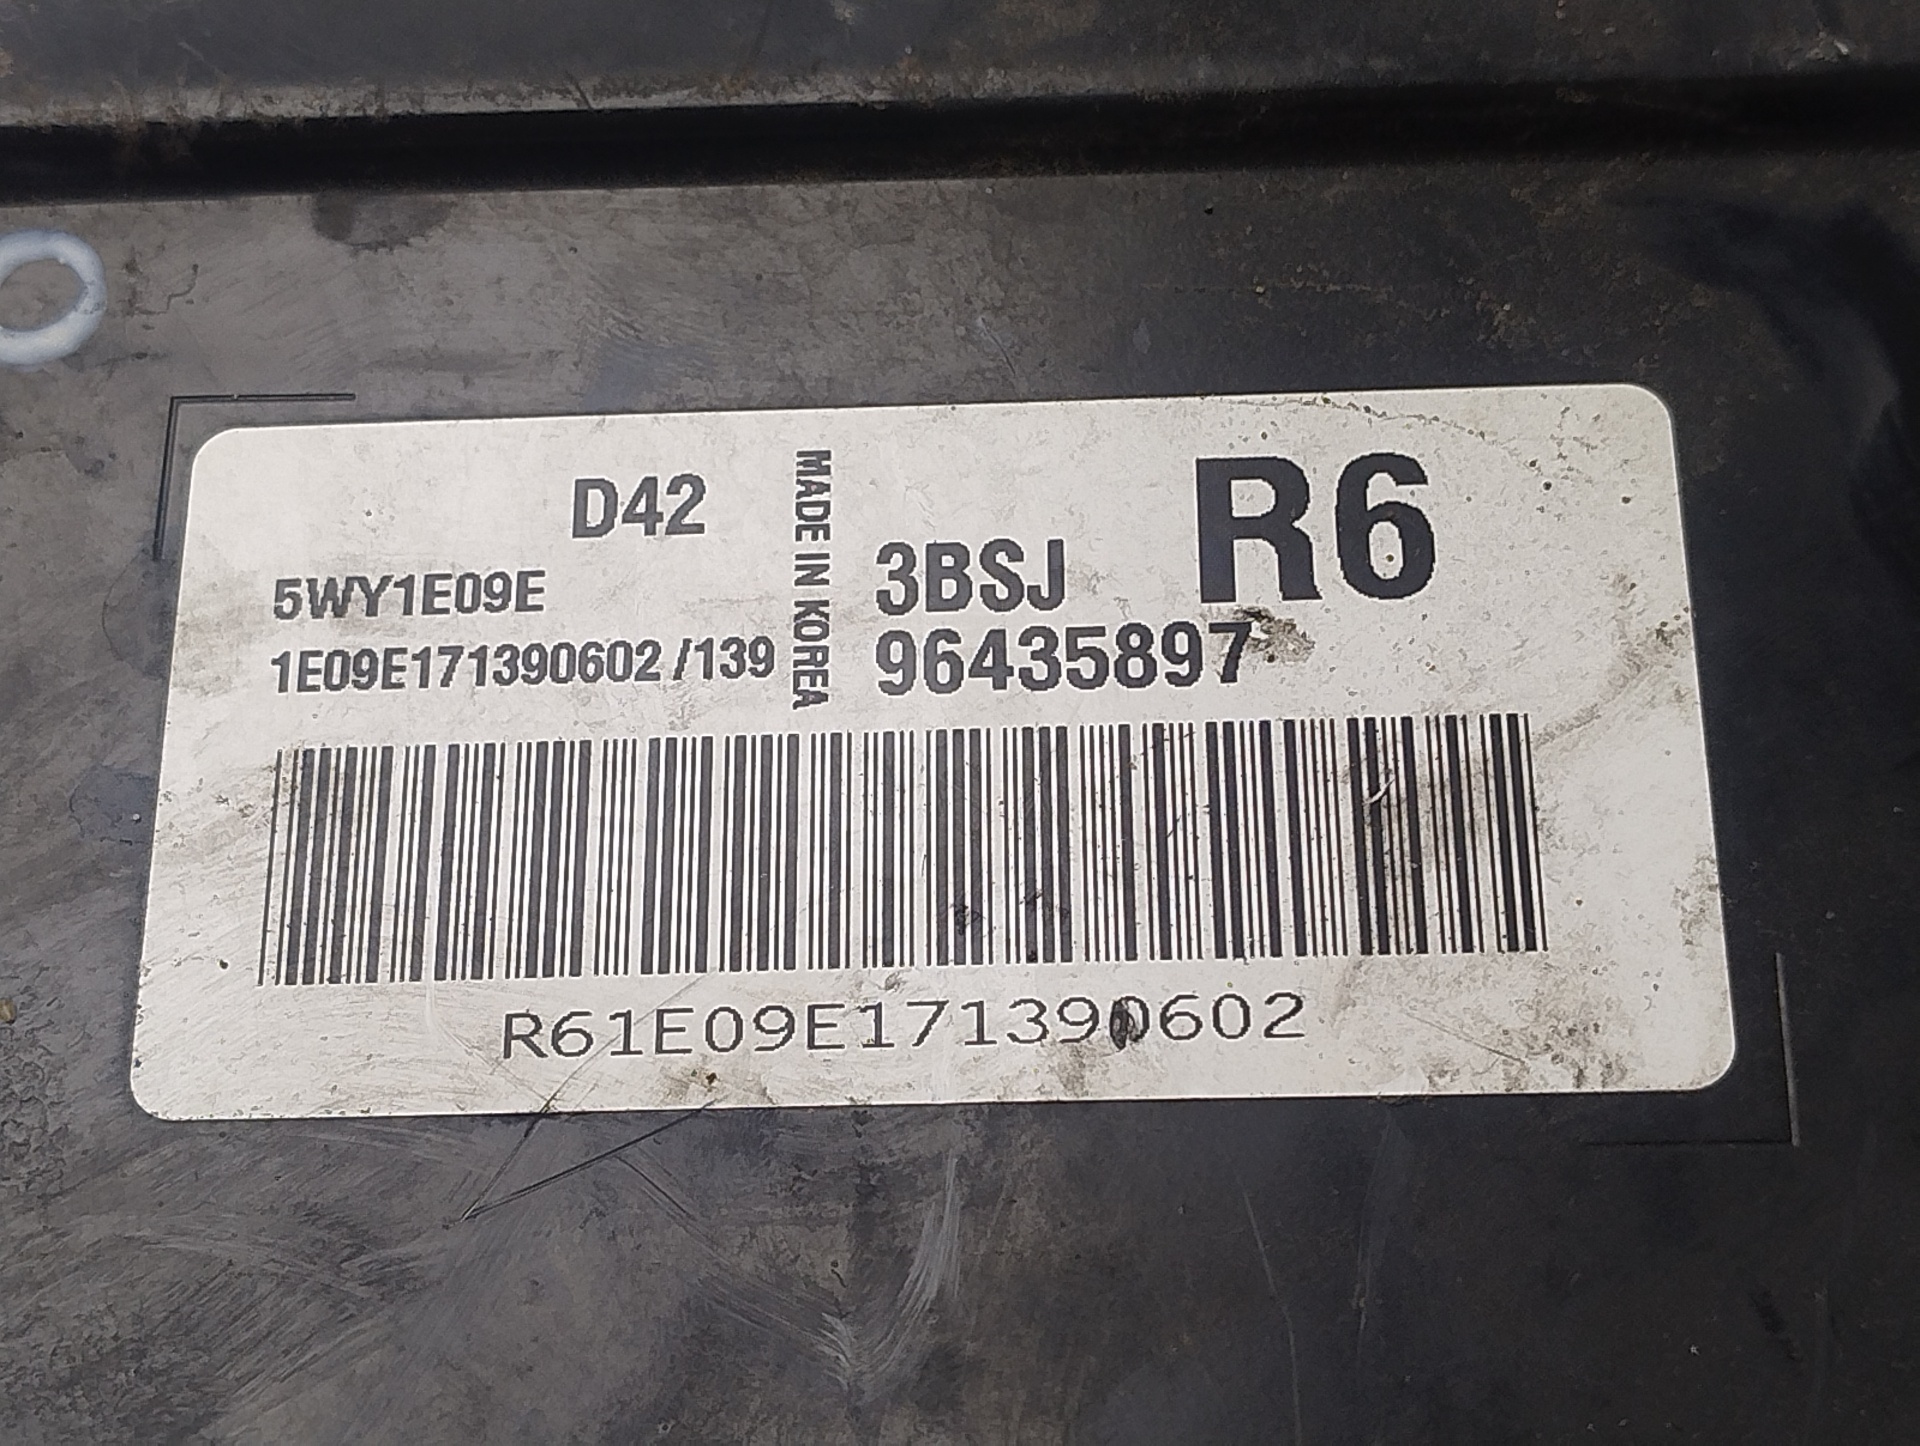 D42
5WY1E09E
1E09E171390602 /139
MADE IN KOREA
R6
3BSJ
96435897
R61E09E171390602